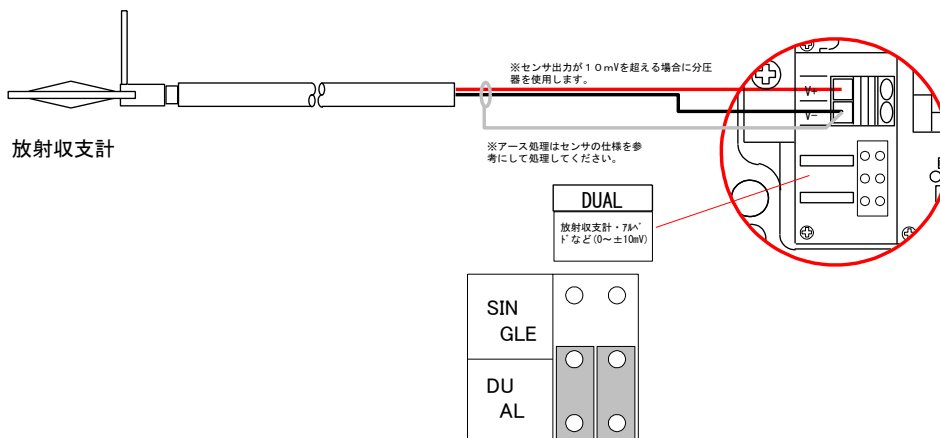 ※センサ出力が１０mVを超える場合に分圧
器を使用します。
V+
V-
放射収支計
※アース処理はセンサの仕様を参
考にして処理してください。
DUAL
放射収支計・ｱﾙﾍﾞ
ﾄﾞなど(0～±10mV)
SIN
GLE
DU
AL